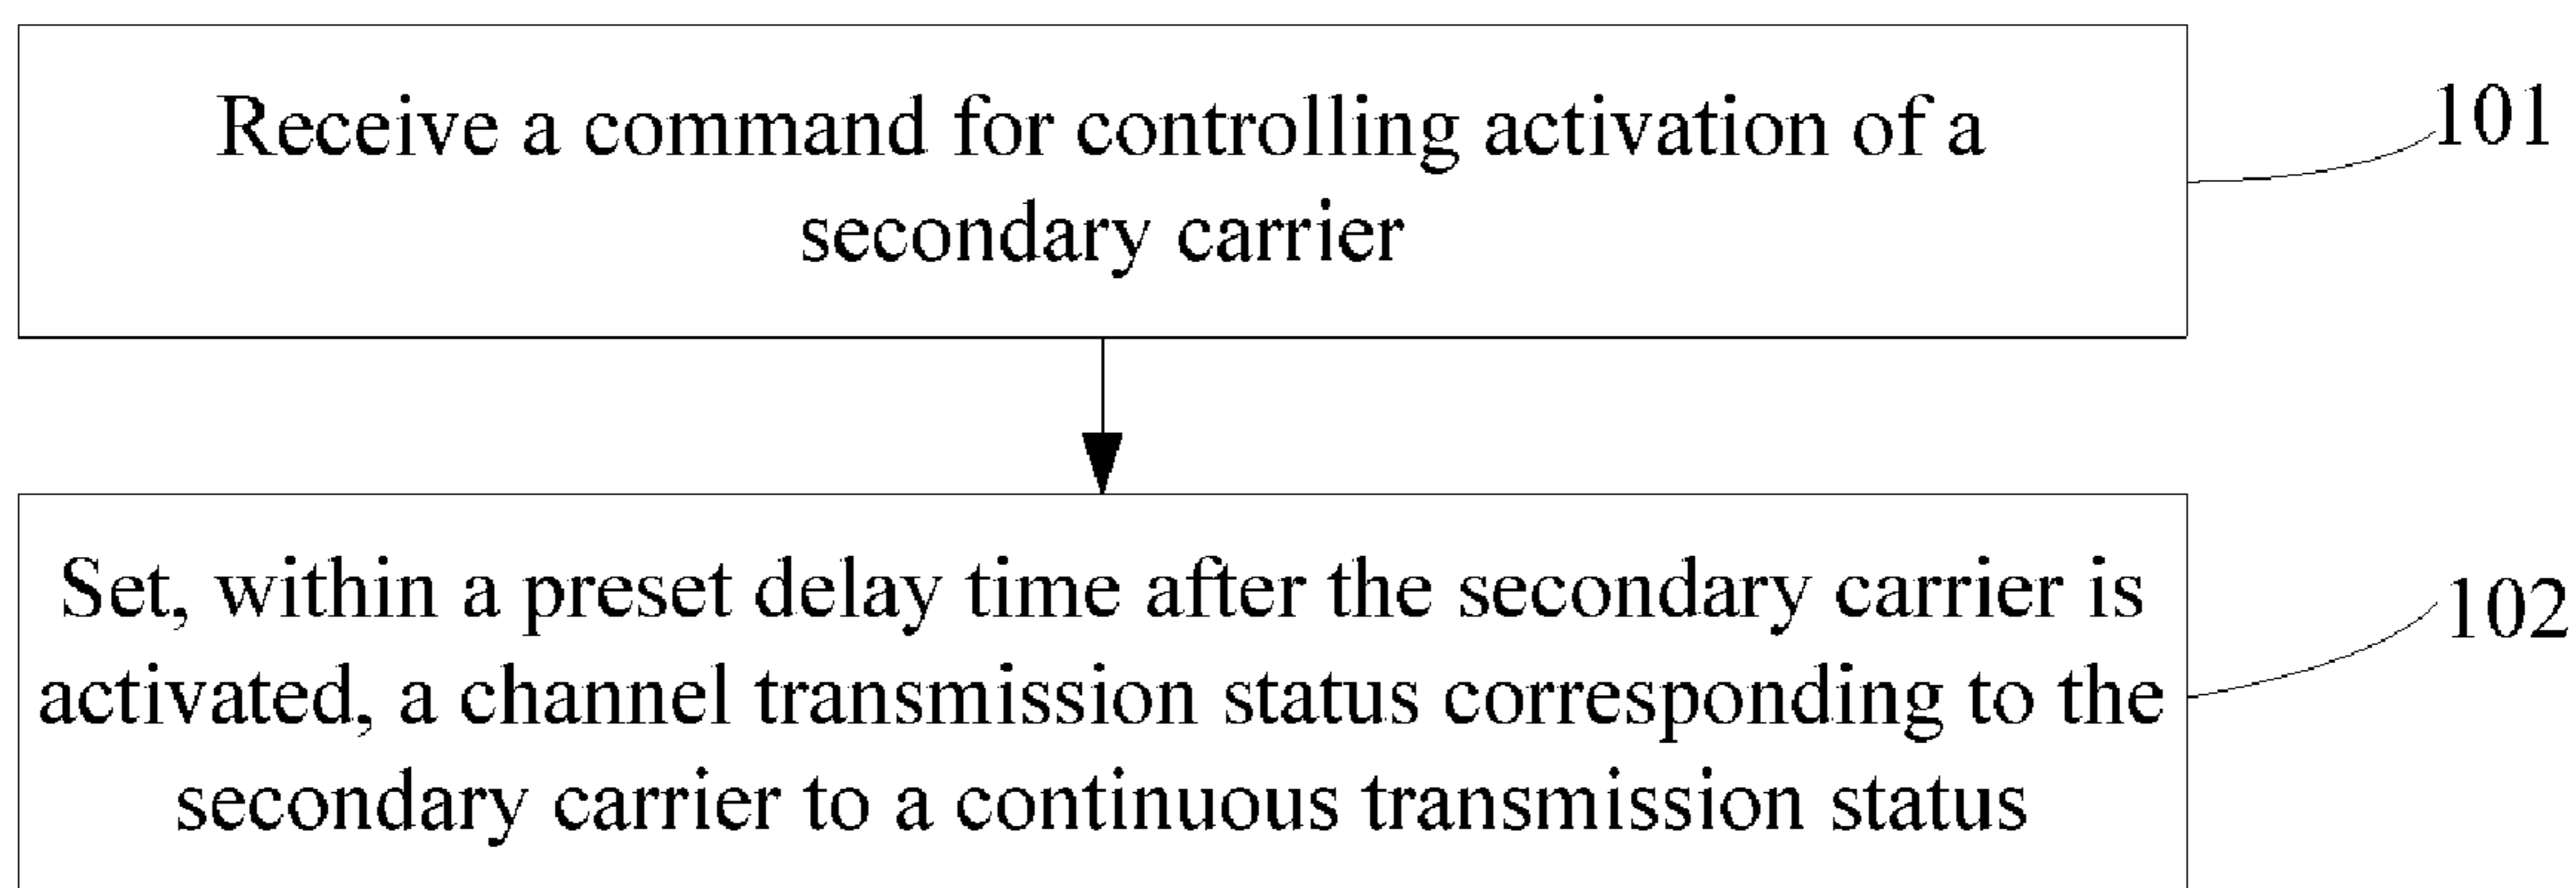 Receive a command for controlling activation of a
secondary carrier
101
Set, within a preset delay time after the secondary carrier is
activated, a channel transmission status corresponding to the
secondary carrier to a continuous transmission status
102